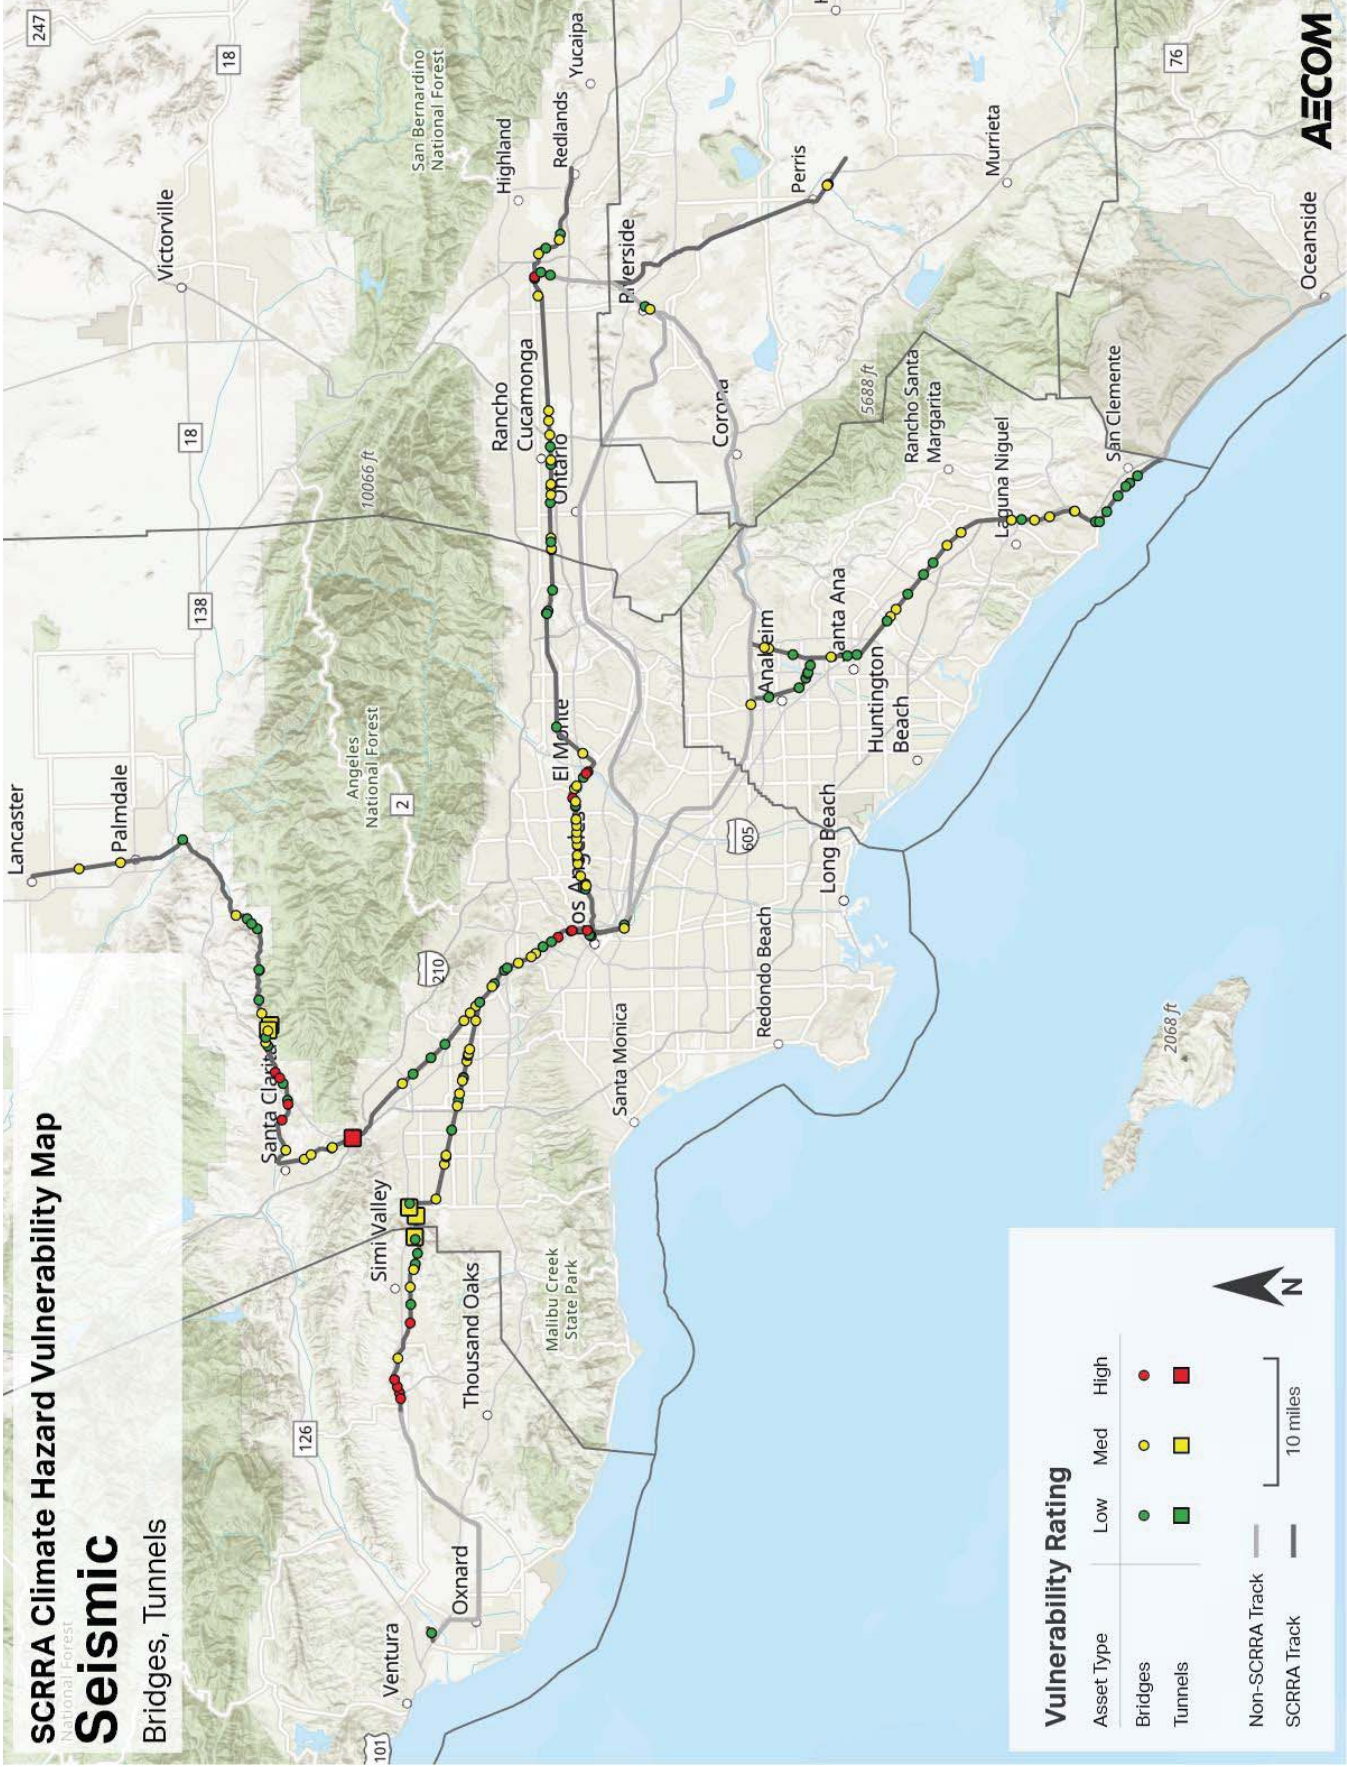 SCRRA Climate Hazard Vulnerability Map
National Forest
Seismic
Bridges, Tunnels
Lancaster
Palmdale
138
18
Victorville
18
247
10066 ft
Angeles
National Forest
2
San Bernardino
National Forest
Santa Clarita
210
126
Simi Valley
Thousand Oaks
Malibu Creek
State Park
Ventura
101
Oxnard
Santa Monica
Los Angeles
El Monte
Rancho
Cucamonga
Ontario
Highland
Redlands
Yucaipa
Riverside
Perris
Corona
Murrieta
76
605
Redondo Beach
Long Beach
Anaheim
Santa Ana
Huntington
Beach
5688 ft
Rancho Santa
Margarita
Laguna Niguel
San Clemente
Oceanside
2068 ft
Vulnerability Rating
Asset Type Low Med High
Bridges
Tunnels
Non-SCRRA Track
SCRRA Track
10 miles
N
AECOM